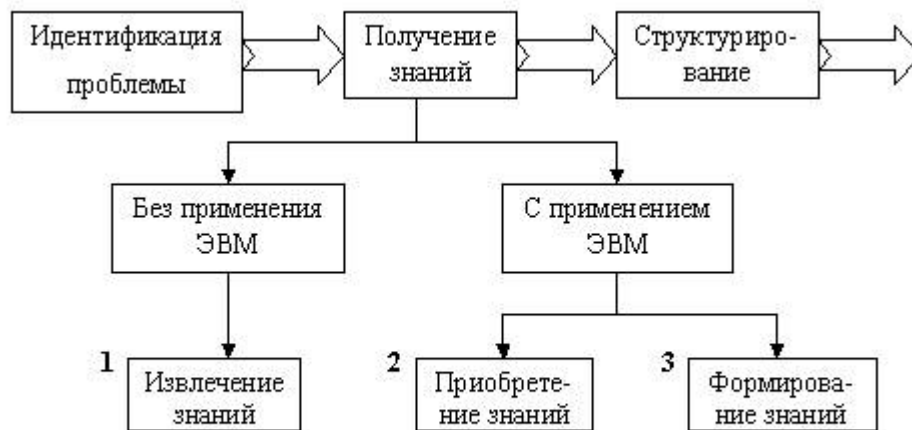 Идентификация
проблемы
Получение
знаний
Структуриро-
вание
Без применения
ЭВМ
С применением
ЭВМ
1
Извлечение
знаний
2
Приобрете-
ние знаний
3
Формирова-
ние знаний